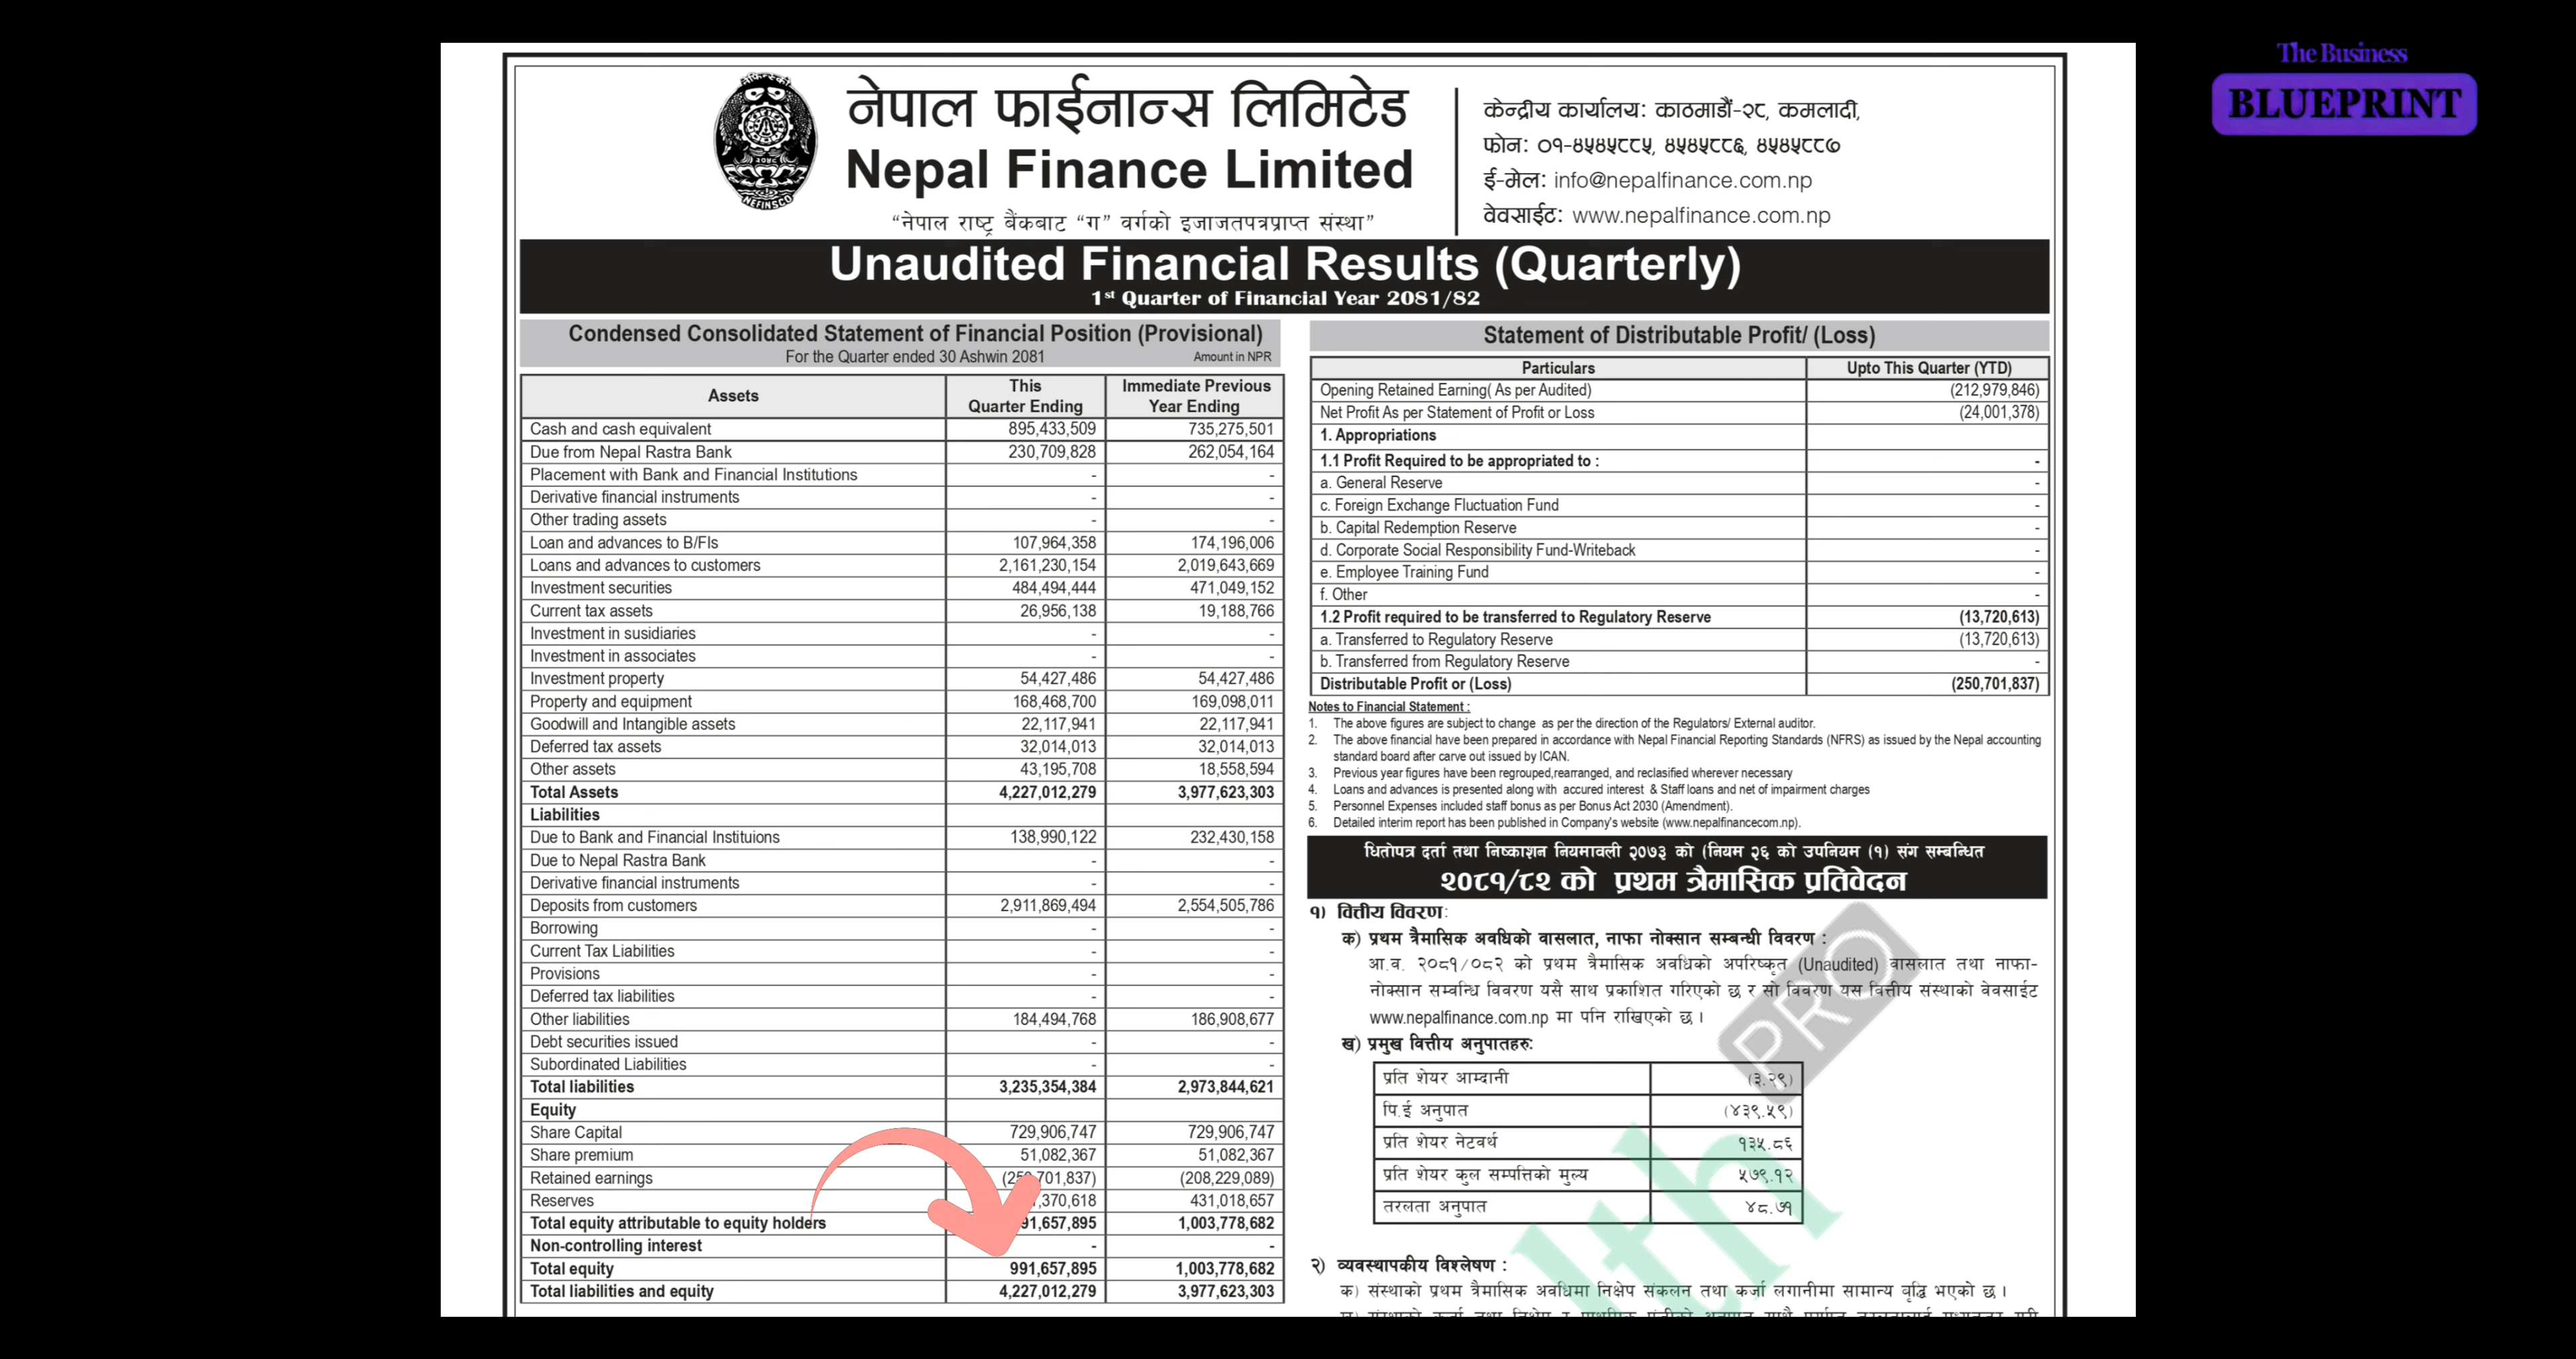 The Business
BLUEPRINT
नेपाल फाईनान्स लिमिटेड
Nepal Finance Limited
“नेपाल राष्ट्र बैंकबाट “ग” वर्गको इजाजतपत्रप्राप्त संस्था”
NEFINSCO
केन्द्रीय कार्यालय: काठमाडौं-२८, कमलादी,
फोन: ०१-४५४५८८५, ४५४५८८६, ४५४५८८७
ई-मेल: info@nepalfinance.com.np
वेवसाईट: www.nepalfinance.com.np
Unaudited Financial Results (Quarterly)
1st Quarter of Financial Year 2081/82
Condensed Consolidated Statement of Financial Position (Provisional)
For the Quarter ended 30 Ashwin 2081 Amount in NPR
Assets This Quarter Ending Immediate Previous Year Ending
Cash and cash equivalent 895,433,509 735,275,501
Due from Nepal Rastra Bank 230,709,828 262,054,164
Placement with Bank and Financial Institutions - -
Derivative financial instruments - -
Other trading assets - -
Loan and advances to B/FIs 107,964,358 174,196,006
Loans and advances to customers 2,161,230,154 2,019,643,669
Investment securities 484,494,444 471,049,152
Current tax assets 26,956,138 19,188,766
Investment in susidiaries - -
Investment in associates - -
Investment property 54,427,486 54,427,486
Property and equipment 168,468,700 169,098,011
Goodwill and Intangible assets 22,117,941 22,117,941
Deferred tax assets 32,014,013 32,014,013
Other assets 43,195,708 18,558,594
Total Assets 4,227,012,279 3,977,623,303
Liabilities
Due to Bank and Financial Instituions 138,990,122 232,430,158
Due to Nepal Rastra Bank - -
Derivative financial instruments - -
Deposits from customers 2,911,869,494 2,554,505,786
Borrowing - -
Current Tax Liabilities - -
Provisions - -
Deferred tax liabilities - -
Other liabilities 184,494,768 186,908,677
Debt securities issued - -
Subordinated Liabilities - -
Total liabilities 3,235,354,384 2,973,844,621
Equity
Share Capital 729,906,747 729,906,747
Share premium 51,082,367 51,082,367
Retained earnings (208,229,089)
Reserves 431,018,657
Total equity attributable to equity holders 1,003,778,682
Non-controlling interest - -
Total equity 991,657,895 1,003,778,682
Total liabilities and equity 4,227,012,279 3,977,623,303
Statement of Distributable Profit/ (Loss)
Particulars Upto This Quarter (YTD)
Opening Retained Earning( As per Audited) (212,979,846)
Net Profit As per Statement of Profit or Loss (24,001,378)
1. Appropriations
1.1 Profit Required to be appropriated to : -
a. General Reserve -
c. Foreign Exchange Fluctuation Fund -
b. Capital Redemption Reserve -
d. Corporate Social Responsibility Fund-Writeback -
e. Employee Training Fund -
f. Other -
1.2 Profit required to be transferred to Regulatory Reserve (13,720,613)
a. Transferred to Regulatory Reserve (13,720,613)
b. Transferred from Regulatory Reserve -
Distributable Profit or (Loss) (250,701,837)
Notes to Financial Statement :
1. The above figures are subject to change as per the direction of the Regulators/ External auditor.
2. The above financial have been prepared in accordance with Nepal Financial Reporting Standards (NFRS) as issued by the Nepal accounting
standard board after carve out issued by ICAN.
3. Previous year figures have been regrouped,rearranged, and reclasified wherever necessary
4. Loans and advances is presented along with accured interest & Staff loans and net of impairment charges
5. Personnel Expenses included staff bonus as per Bonus Act 2030 (Amendment).
6. Detailed interim report has been published in Company's website (www.nepalfinancecom.np).
धितोपत्र दर्ता तथा निष्काशन नियमावली २०७३ को (नियम २६ को उपनियम (१) संग सम्बन्धित
२०८१/८२ को प्रथम त्रैमासिक प्रतिवेदन
१) वित्तीय विवरण:
क) प्रथम त्रैमासिक अवधिको वासलात, नाफा नोक्सान सम्बन्धी विवरण :
आ.व. २०८१/०८२ को प्रथम त्रैमासिक अवधिको अपरिष्कृत (Unaudited) वासलात तथा नाफा-
नोक्सान सम्वन्धि विवरण यसै साथ प्रकाशित गरिएको छ र सो विवरण यस वित्तीय संस्थाको वेवसाईट
www.nepalfinance.com.np मा पनि राखिएको छ ।
ख) प्रमुख वित्तीय अनुपातहरु:
प्रति शेयर आम्दानी (३.२९)
पि.ई अनुपात (४३९.५९)
प्रति शेयर नेटवर्थ १३५.८६
प्रति शेयर कुल सम्पत्तिको मुल्य ५७९.१२
तरलता अनुपात ४८.७१
२) व्यवस्थापकीय विश्लेषण :
क) संस्थाको प्रथम त्रैमासिक अवधिमा निक्षेप संकलन तथा कर्जा लगानीमा सामान्य वृद्धि भएको छ ।
PRO
lth